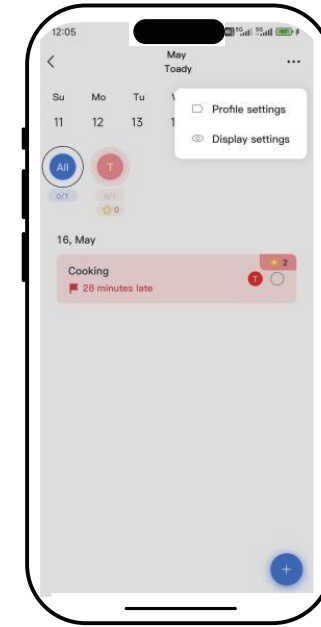 12:05
May
Toady
Su Mo Tu
11 12 13 1
Profile settings
Display settings
All T
0/1 0/1
0
16, May
Cooking
2
28 minutes late
T
+